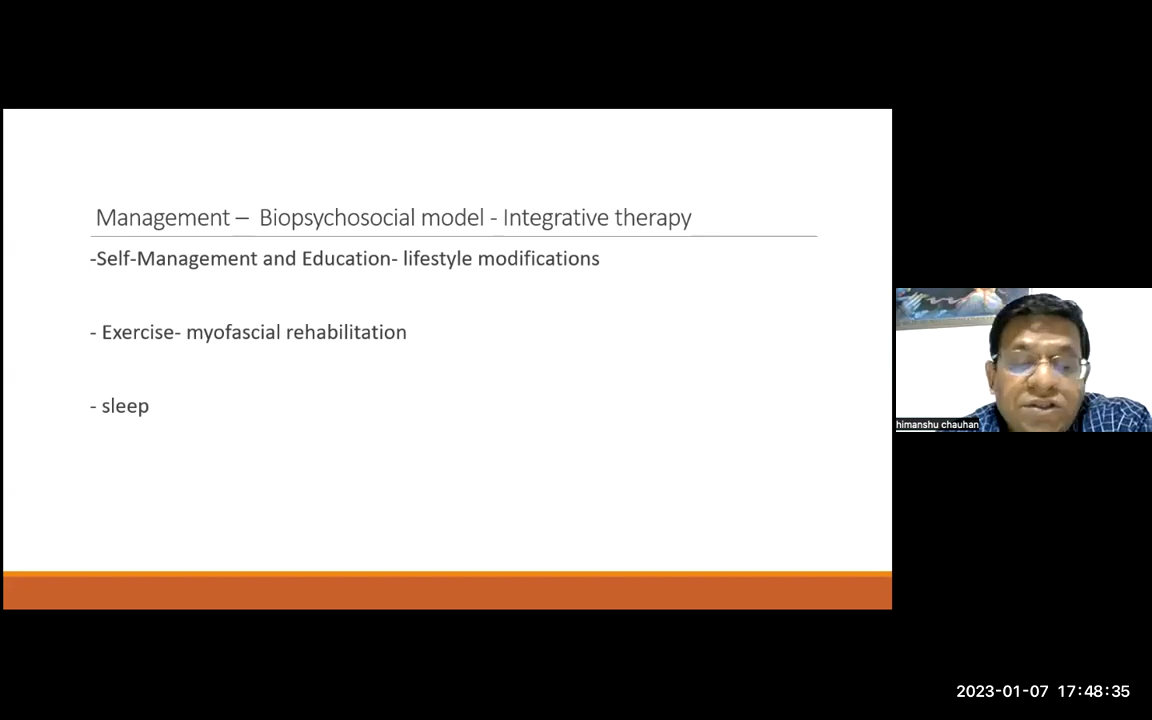 Management – Biopsychosocial model - Integrative therapy
-Self-Management and Education- lifestyle modifications
- Exercise- myofascial rehabilitation
- sleep
himanshu chauhan
2023-01-07 17:48:35